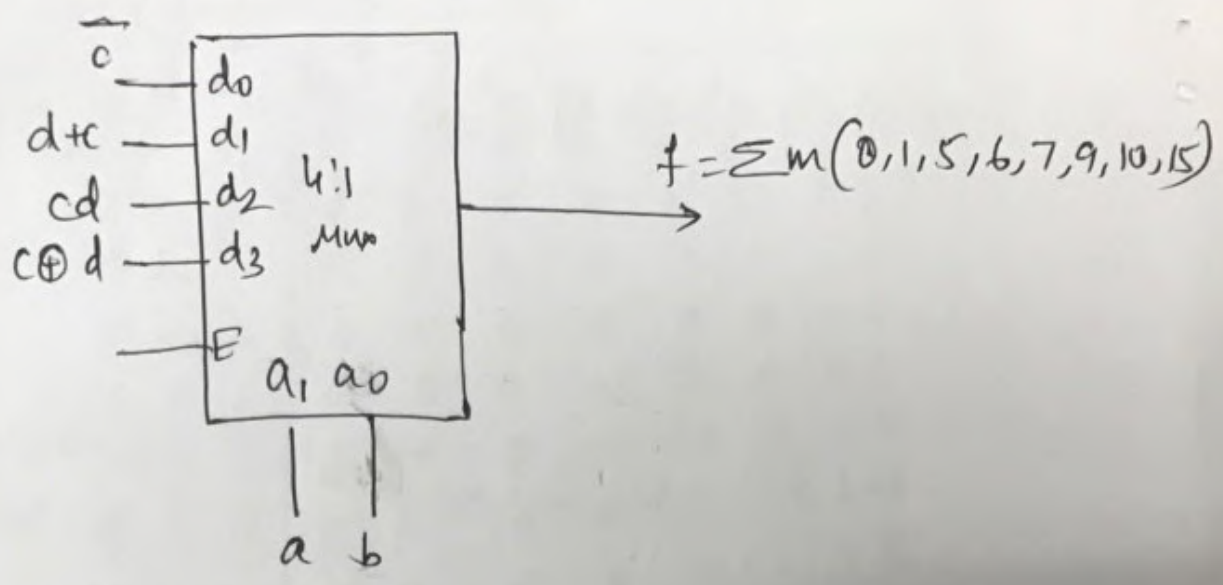 c̅
d0
d+c
d1
cd
d2
c⊕d
d3
4:1
Mux
E
a1 a0
a b
f=Σm(0,1,5,6,7,9,10,15)